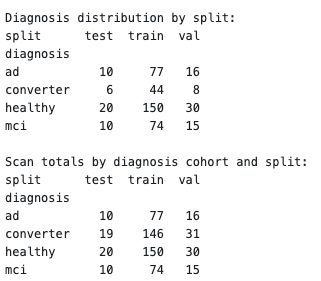 Diagnosis distribution by split:
split test train val
diagnosis
ad 10 77 16
converter 6 44 8
healthy 20 150 30
mci 10 74 15
Scan totals by diagnosis cohort and split:
split test train val
diagnosis
ad 10 77 16
converter 19 146 31
healthy 20 150 30
mci 10 74 15